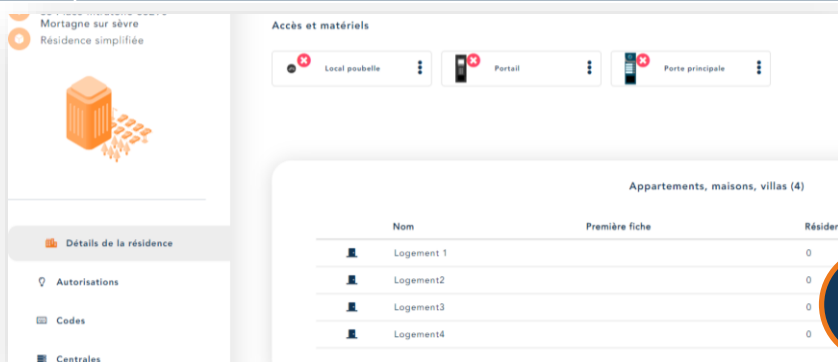 Mortagne sur sèvre
Résidence simplifiée
Détails de la résidence
Autorisations
Codes
Centrales
Accès et matériels
Local poubelle
Portail
Porte principale
Appartements, maisons, villas (4)
Nom Première fiche
Logement 1 0
Logement2 0
Logement3 0
Logement4 0